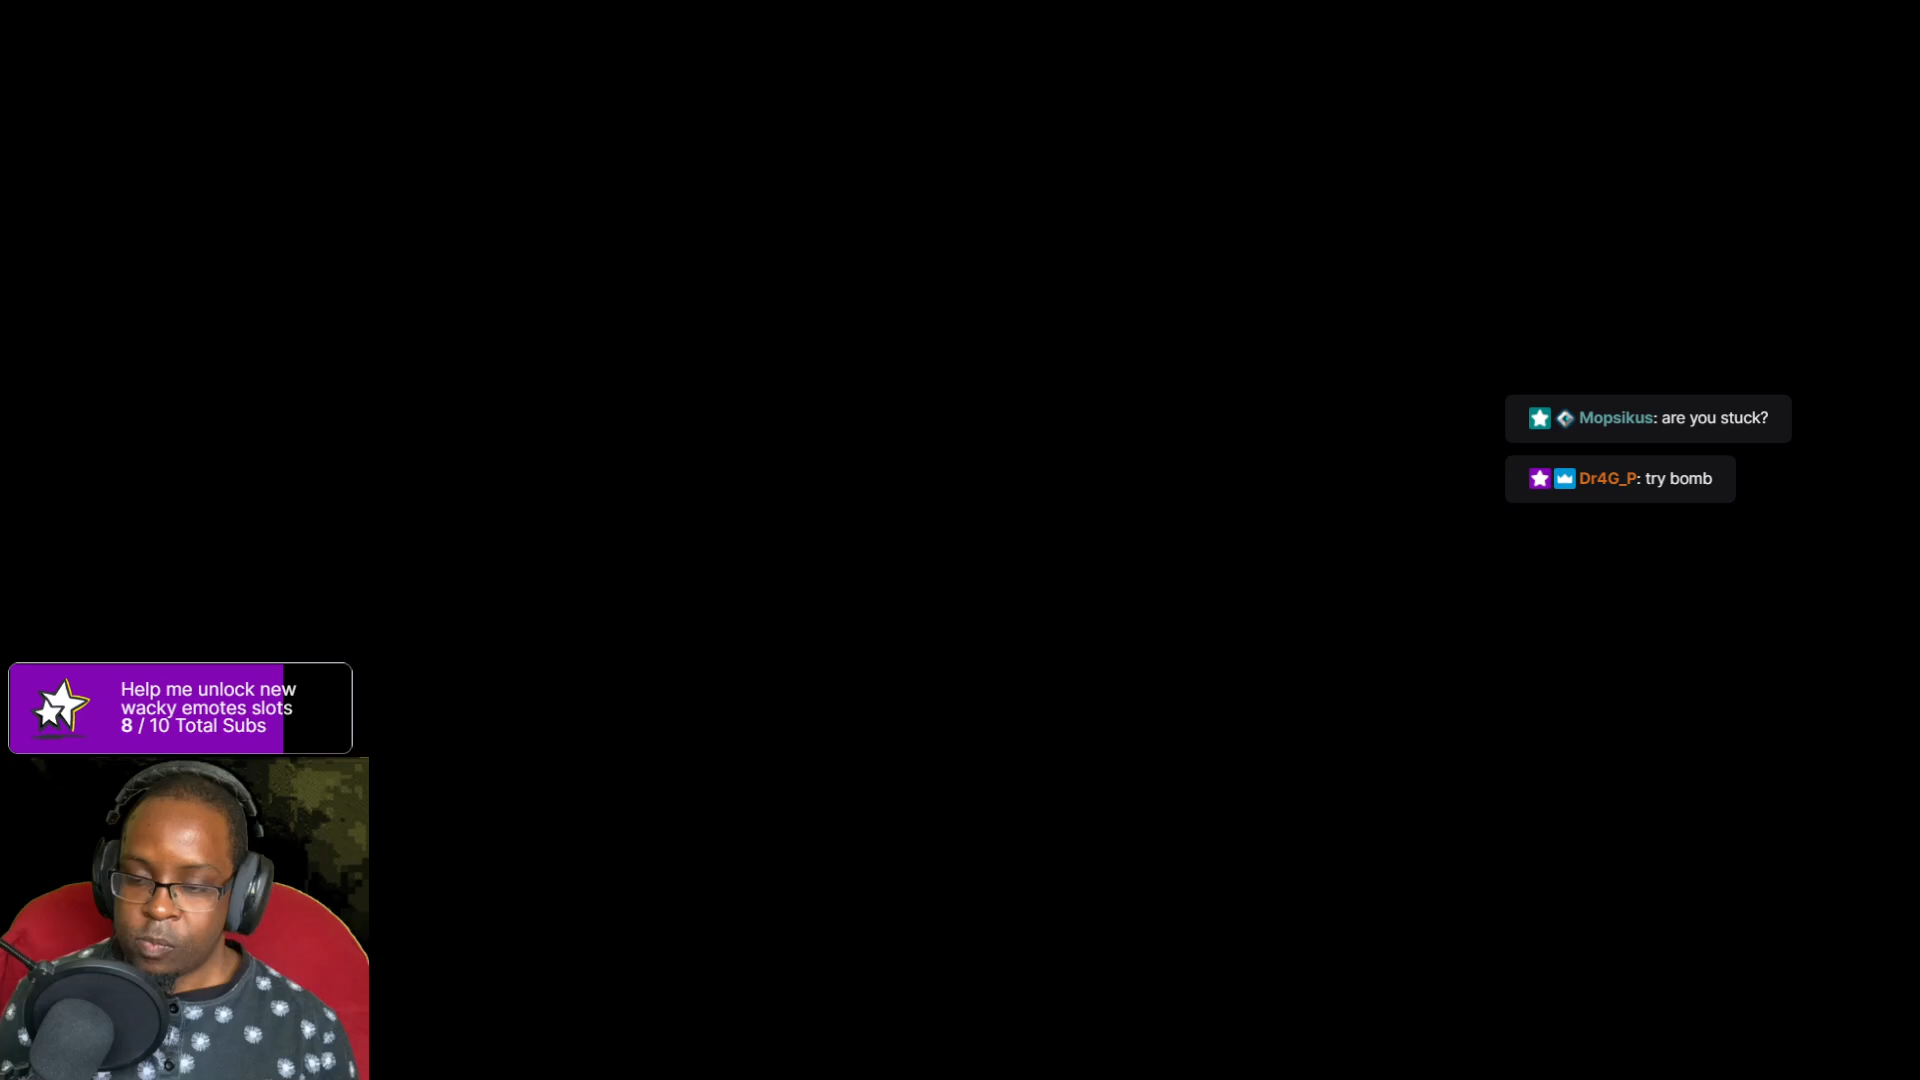 Mopsikus: are you stuck?
Dr4G_P: try bomb
Help me unlock new
wacky emotes slots
8 / 10 Total Subs